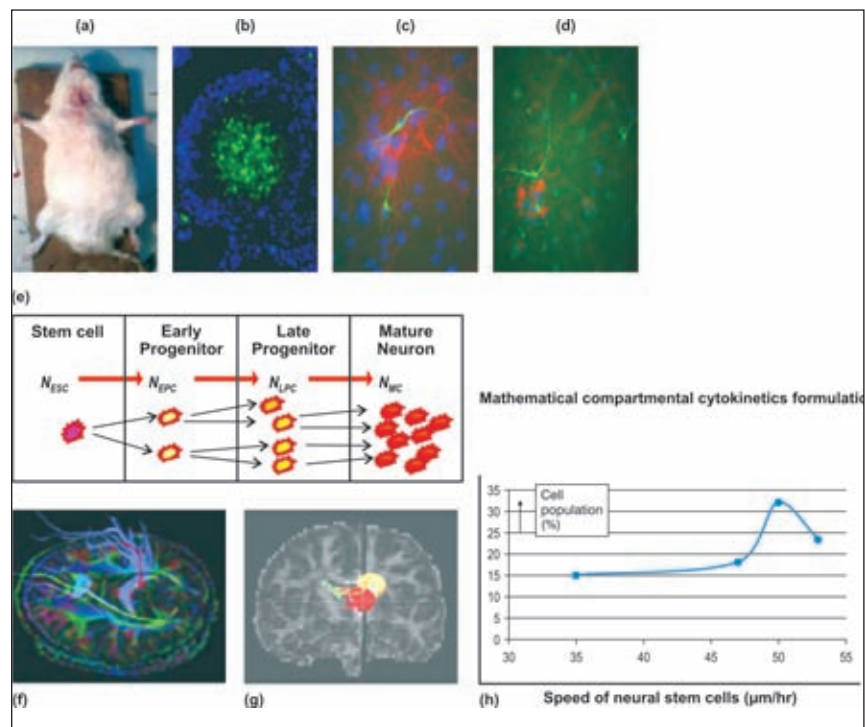 (a) (b) (c) (d)
(e)
Stem cell Early Progenitor Late Progenitor Mature Neuron
N_ESC N_EPC N_LPC N_MC
Mathematical compartmental cytokinetics formulatio
35
30
25
20
15
10
5
0
Cell
population
(%)
30 35 40 45 50 55
(f) (g) (h) Speed of neural stem cells (µm/hr)